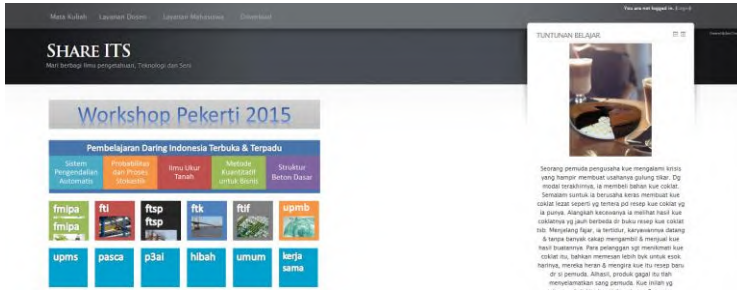 You are not logged in.
Mata Kuliah Layanan Dosen Layanan Mahasiswa Download
SHARE ITS
Mari berbagi Ilmu pengetahuan, Teknologi dan Seni
Workshop Pekerti 2015
Pembelajaran Daring Indonesia Terbuka & Terpadu
Sistem Pengendalian Automatis
Probabilitas dan Proses Stokastik
Ilmu Ukur Tanah
Metode Kuantitatif untuk Bisnis
Struktur Beton Dasar
fmipa fti ftsp ftk ftif upmb
fmipa ftsp
upms pasca p3ai hibah umum kerja sama
TUNTUNAN BELAJAR
Seorang pemuda pengusaha kue mengalami krisis
yang hampir membuat usahanya gulung tikar. Dg
modal terakhirnya, ia membeli bahan kue coklat.
Semalam suntuk ia berusaha keras membuat kue
coklat lezat seperti yg tertera pd resep kue coklat yg
ia punya. Alangkah kecewanya ia melihat hasil kue
coklatnya yg jauh berbeda dr buku resep kue coklat
tsb. Menjelang fajar, ia tertidur, karyawannya datang
& tanpa banyak cakap mengambil & menjual kue
hasil buatannya. Para pelanggan sgt menikmati kue
coklat itu, bahkan memesan lebih byk untuk esok
harinya, mereka heran & mengira kue itu resep baru
dr si pemuda. Alhasil, produk gagal itu tlah
menyelamatkan sang pemuda. Kue inilah yg